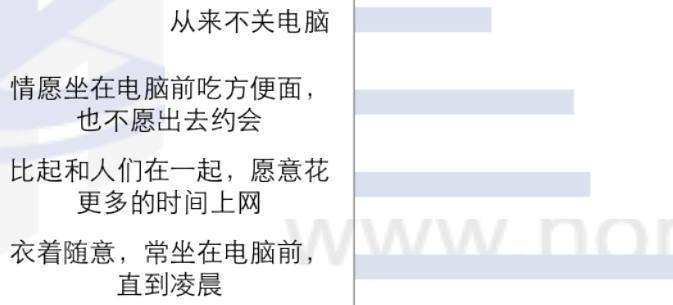 从来不关电脑
情愿坐在电脑前吃方便面，
也不愿出去约会
比起和人们在一起，愿意花
更多的时间上网
www.nor
衣着随意，常坐在电脑前，
直到凌晨